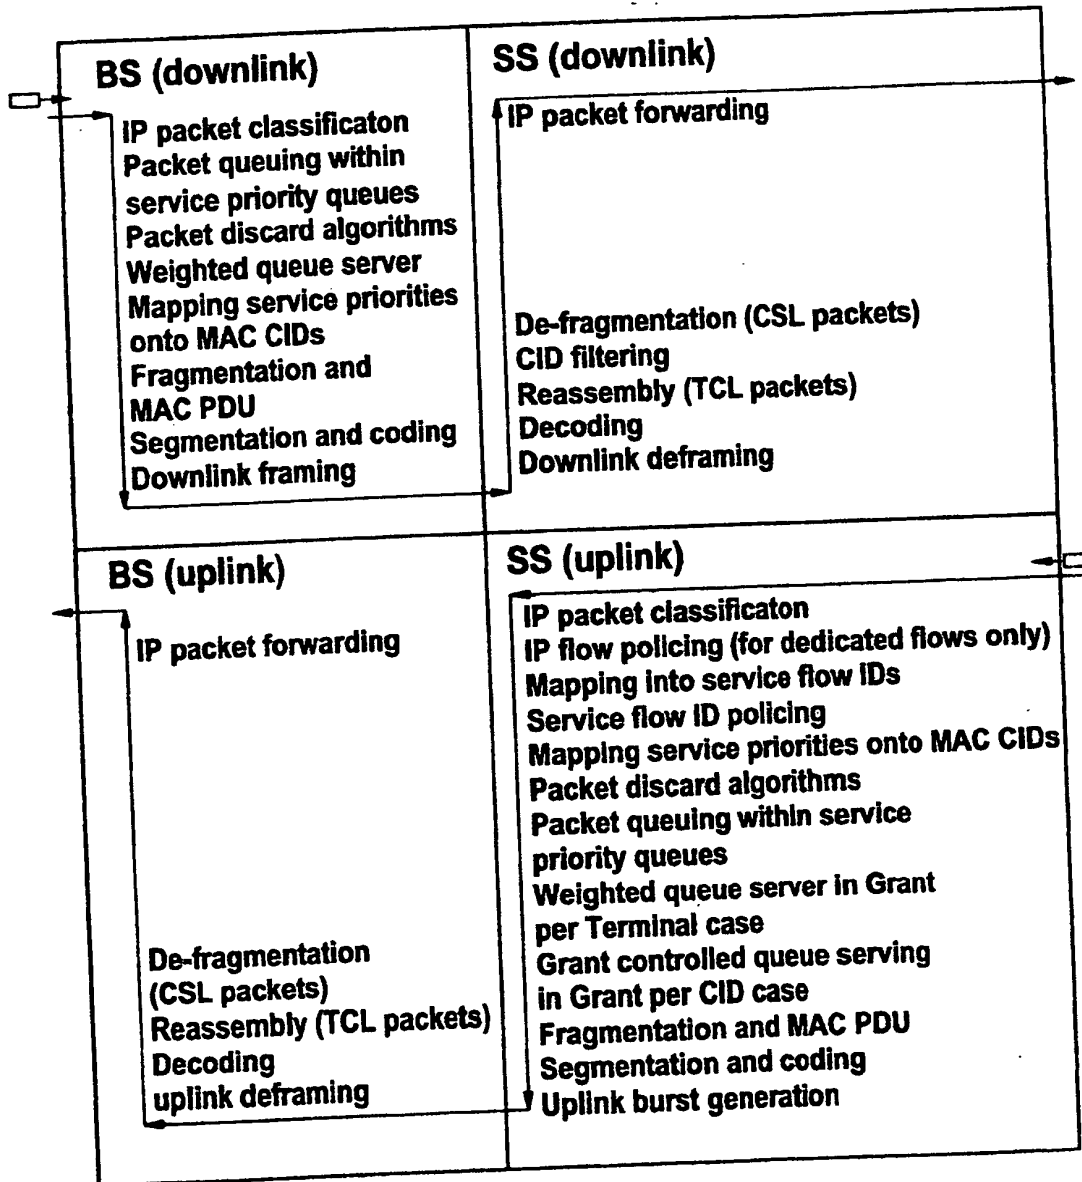 BS (downlink)
IP packet classificaton
Packet queuing within
service priority queues
Packet discard algorithms
Weighted queue server
Mapping service priorities
onto MAC CIDs
Fragmentation and
MAC PDU
Segmentation and coding
Downlink framing
SS (downlink)
IP packet forwarding
De-fragmentation (CSL packets)
CID filtering
Reassembly (TCL packets)
Decoding
Downlink deframing
BS (uplink)
IP packet forwarding
De-fragmentation
(CSL packets)
Reassembly (TCL packets)
Decoding
uplink deframing
SS (uplink)
IP packet classificaton
IP flow policing (for dedicated flows only)
Mapping into service flow IDs
Service flow ID policing
Mapping service priorities onto MAC CIDs
Packet discard algorithms
Packet queuing within service
priority queues
Weighted queue server in Grant
per Terminal case
Grant controlled queue serving
in Grant per CID case
Fragmentation and MAC PDU
Segmentation and coding
Uplink burst generation